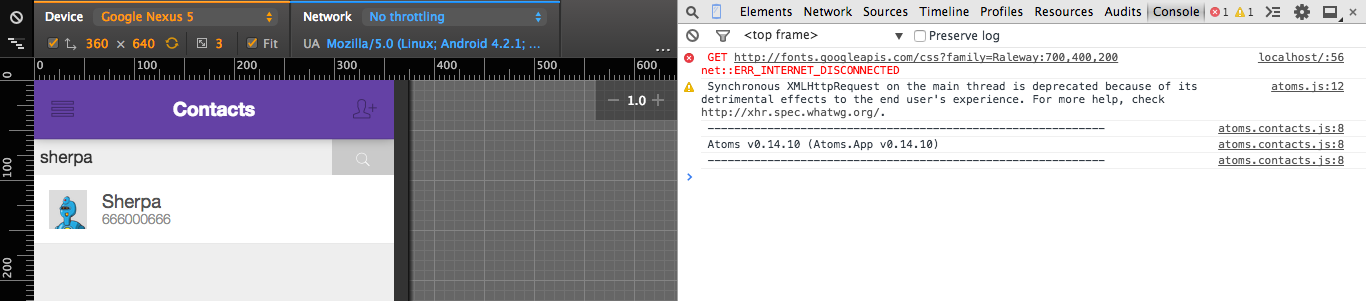 Device Google Nexus 5 Network No throttling
360 × 640 3 Fit UA Mozilla/5.0 (Linux; Android 4.2.1; ...
...
0 100 200 300 400 500 600
0
100
200
Contacts
sherpa
Sherpa
666000666
1.0
Elements Network Sources Timeline Profiles Resources Audits Console 1 1
<top frame> Preserve log
GET http://fonts.googleapis.com/css?family=Raleway:700,400,200 localhost/:56
net::ERR_INTERNET_DISCONNECTED
Synchronous XMLHttpRequest on the main thread is deprecated because of its atoms.js:12
detrimental effects to the end user's experience. For more help, check
http://xhr.spec.whatwg.org/.
------------------------------------------------------------ atoms.contacts.js:8
Atoms v0.14.10 (Atoms.App v0.14.10) atoms.contacts.js:8
------------------------------------------------------------ atoms.contacts.js:8